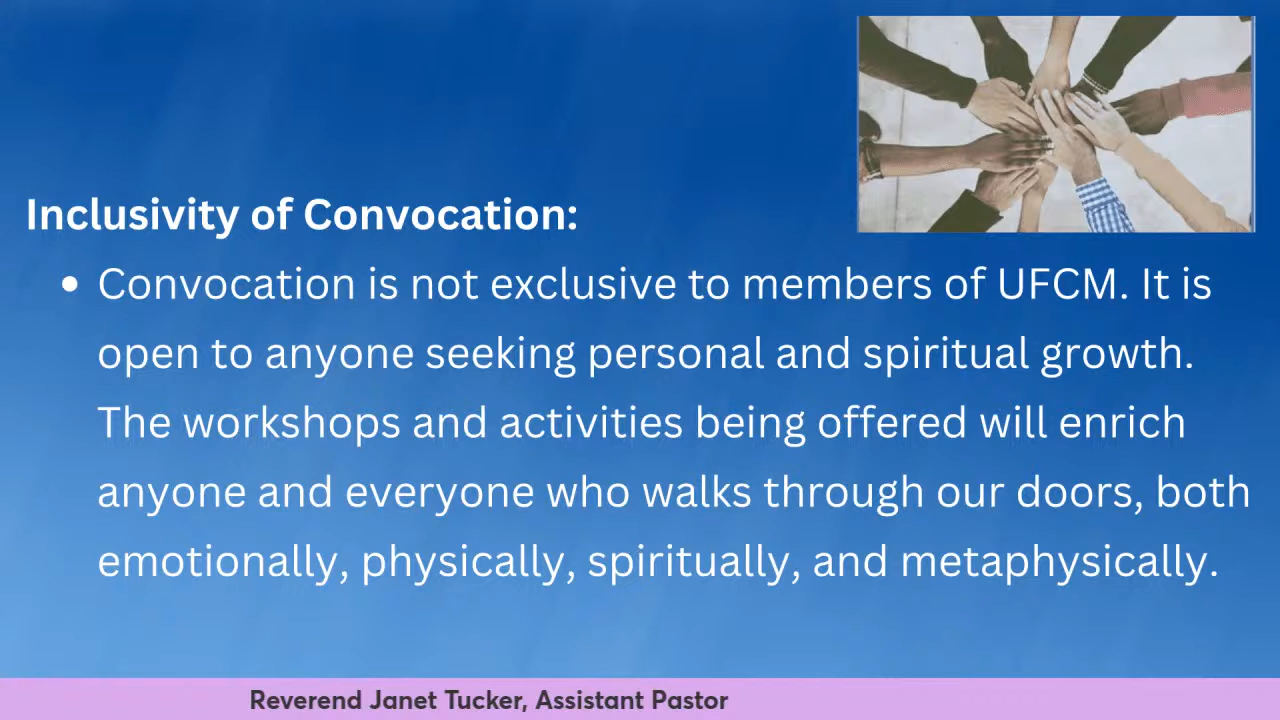 Inclusivity of Convocation:
• Convocation is not exclusive to members of UFCM. It is
open to anyone seeking personal and spiritual growth.
The workshops and activities being offered will enrich
anyone and everyone who walks through our doors, both
emotionally, physically, spiritually, and metaphysically.
Reverend Janet Tucker, Assistant Pastor